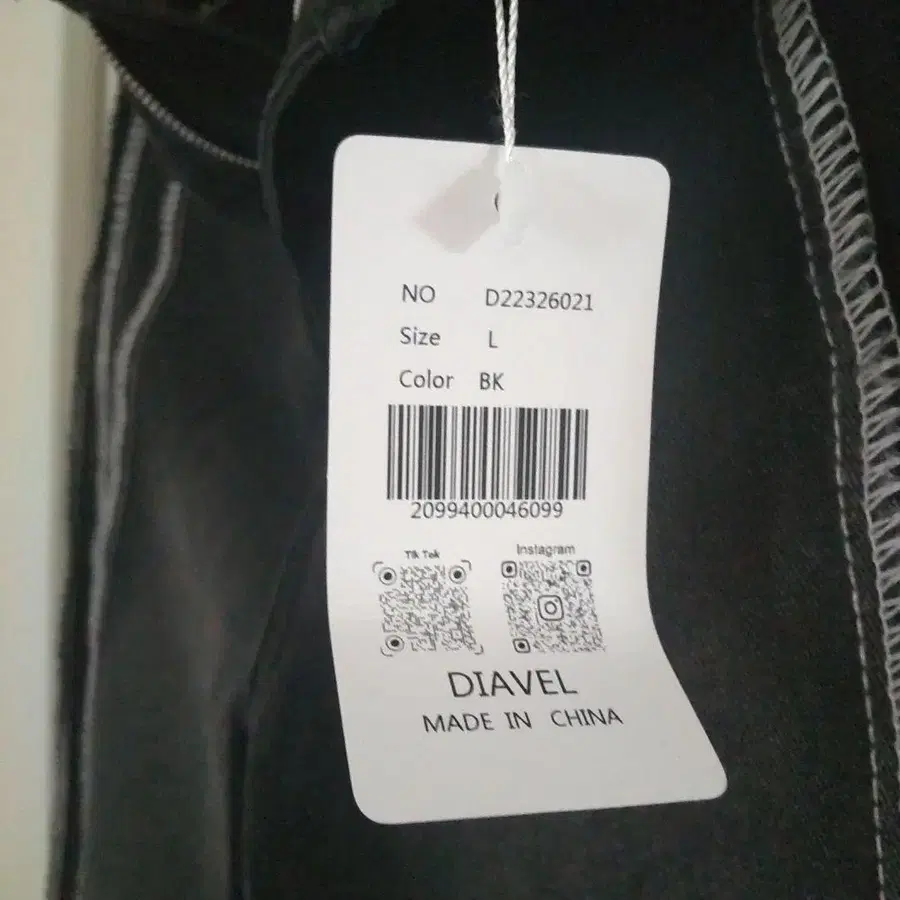 NO D22326021
Size L
Color BK
2099400046099
Tik Tok Instagram
DIAVEL
MADE IN CHINA